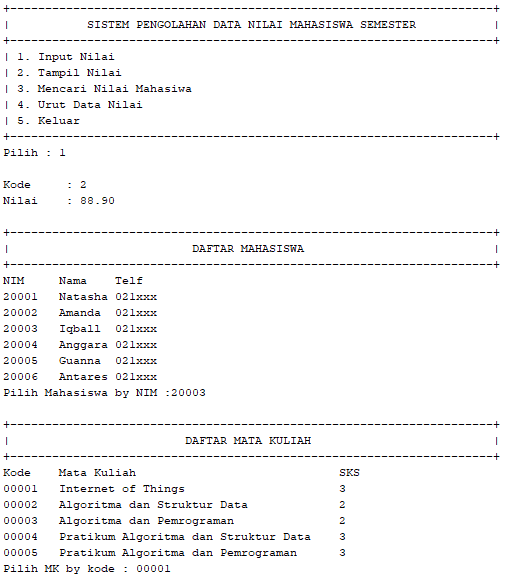 +---------------------------------------------------------------------+
|           SISTEM PENGOLAHAN DATA NILAI MAHASISWA SEMESTER           |
+---------------------------------------------------------------------+
| 1. Input Nilai
| 2. Tampil Nilai
| 3. Mencari Nilai Mahasiwa
| 4. Urut Data Nilai
| 5. Keluar
+---------------------------------------------------------------------+
Pilih : 1

Kode     : 2
Nilai    : 88.90

+---------------------------------------------------------------------+
|                          DAFTAR MAHASISWA                           |
+---------------------------------------------------------------------+
NIM     Nama    Telf
20001   Natasha 021xxx
20002   Amanda  021xxx
20003   Iqball  021xxx
20004   Anggara 021xxx
20005   Guanna  021xxx
20006   Antares 021xxx
Pilih Mahasiswa by NIM :20003

+---------------------------------------------------------------------+
|                         DAFTAR MATA KULIAH                          |
+---------------------------------------------------------------------+
Kode    Mata Kuliah                             SKS
00001   Internet of Things                      3
00002   Algoritma dan Struktur Data             2
00003   Algoritma dan Pemrograman               2
00004   Pratikum Algoritma dan Struktur Data    3
00005   Pratikum Algoritma dan Pemrograman      3
Pilih MK by kode : 00001